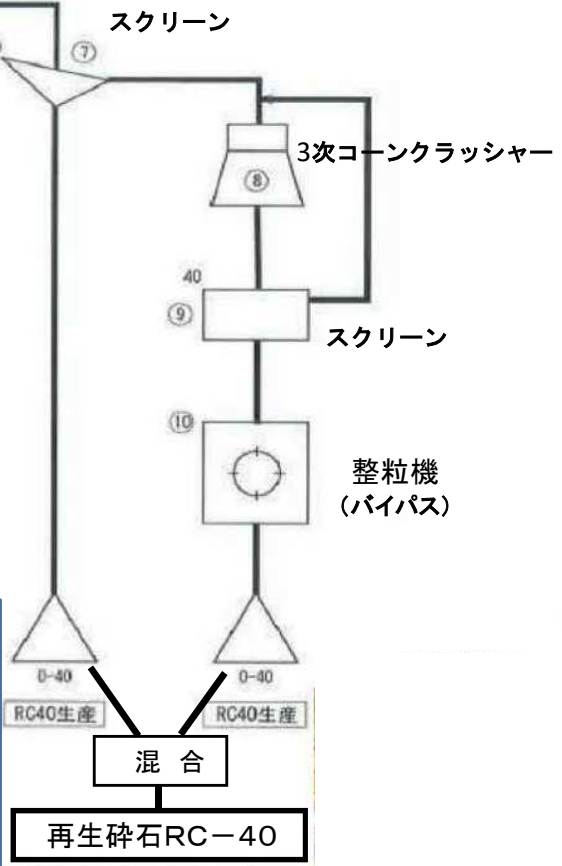 スクリーン
⑦
3次コーンクラッシャー
⑧
40
⑨
スクリーン
⑩
整粒機
（バイパス）
0-40
0-40
RC40生産
RC40生産
混 合
再生砕石RC－40